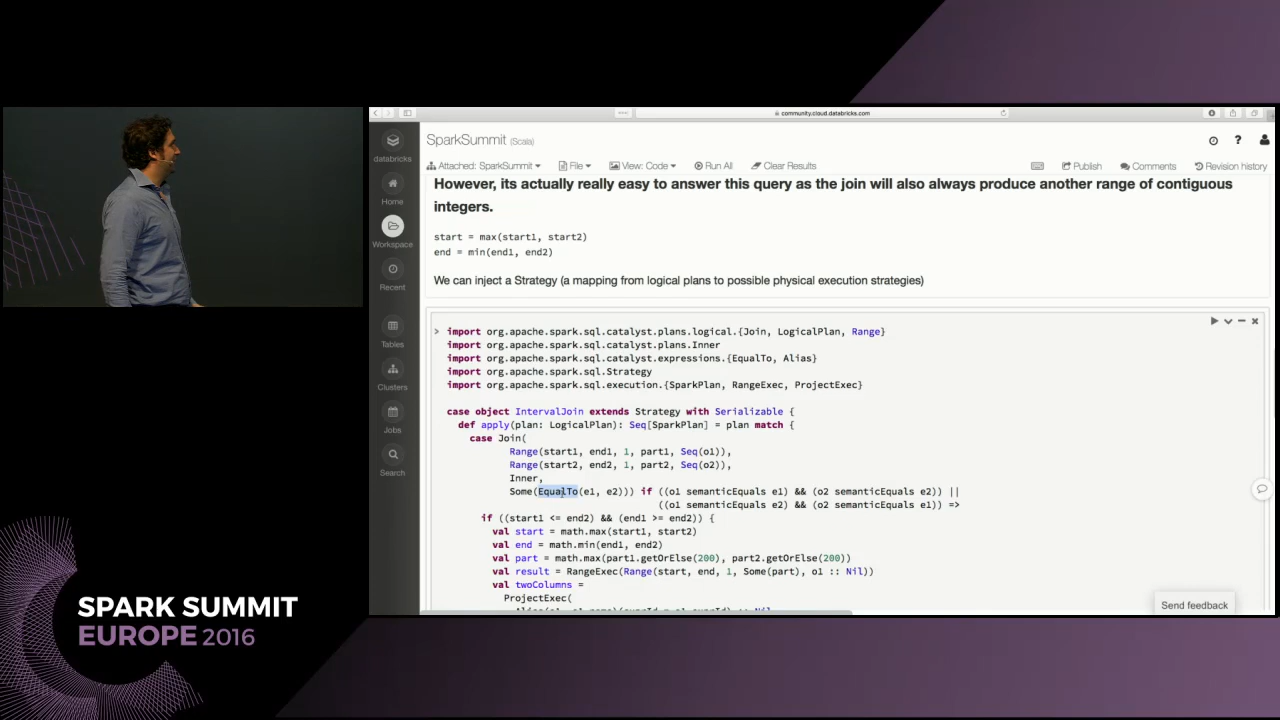 community.cloud.databricks.com
SparkSummit (Scala)
databricks
Home
Workspace
Recent
Tables
Clusters
Jobs
Search
Attached: SparkSummit File View: Code Run All Clear Results Publish Comments Revision history
However, its actually really easy to answer this query as the join will also always produce another range of contiguous
integers.
start = max(start1, start2)
end = min(end1, end2)
We can inject a Strategy (a mapping from logical plans to possible physical execution strategies)
> import org.apache.spark.sql.catalyst.plans.logical.{Join, LogicalPlan, Range}
import org.apache.spark.sql.catalyst.plans.Inner
import org.apache.spark.sql.catalyst.expressions.{EqualTo, Alias}
import org.apache.spark.sql.Strategy
import org.apache.spark.sql.execution.{SparkPlan, RangeExec, ProjectExec}
case object IntervalJoin extends Strategy with Serializable {
def apply(plan: LogicalPlan): Seq[SparkPlan] = plan match {
case Join(
Range(start1, end1, 1, part1, Seq(o1)),
Range(start2, end2, 1, part2, Seq(o2)),
Inner,
Some(EqualTo(e1, e2))) if ((o1 semanticEquals e1) && (o2 semanticEquals e2)) ||
((o1 semanticEquals e2) && (o2 semanticEquals e1)) =>
if ((start1 <= end2) && (end1 >= end2)) {
val start = math.max(start1, start2)
val end = math.min(end1, end2)
val part = math.max(part1.getOrElse(200), part2.getOrElse(200))
val result = RangeExec(Range(start, end, 1, Some(part), o1 :: Nil))
val twoColumns =
ProjectExec(
Send feedback
SPARK SUMMIT
EUROPE 2016